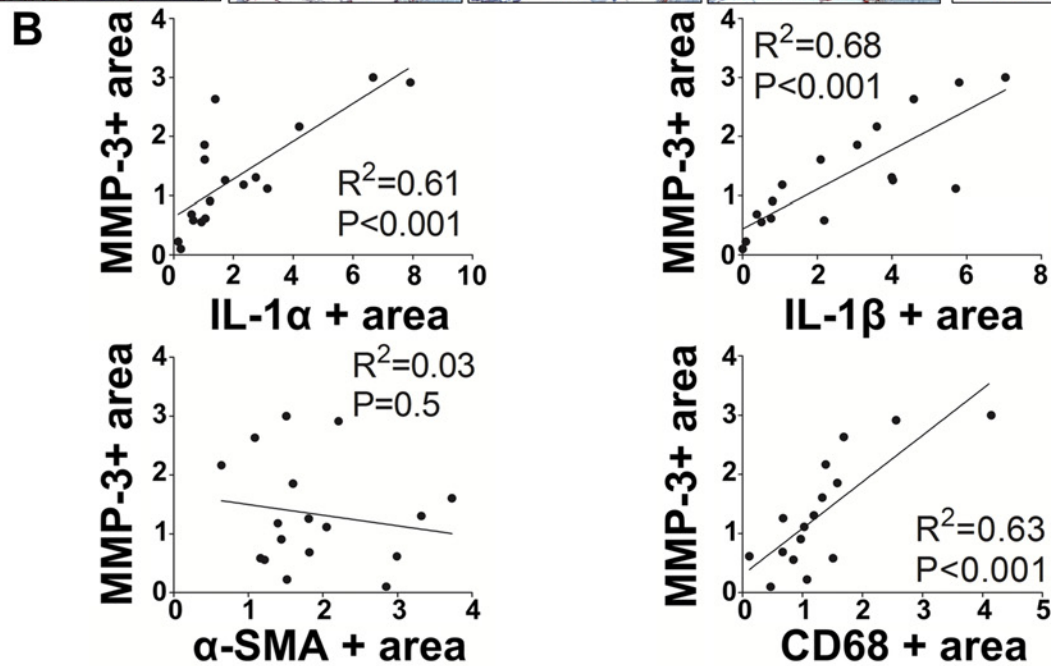 B
MMP-3+ area
4
3
2
1
0
R²=0.61
P<0.001
0 2 4 6 8 10
IL-1α + area
MMP-3+ area
4
3
2
1
0
R²=0.68
P<0.001
0 2 4 6 8
IL-1β + area
MMP-3+ area
4
3
2
1
0
R²=0.03
P=0.5
0 1 2 3 4
α-SMA + area
MMP-3+ area
4
3
2
1
0
R²=0.63
P<0.001
0 1 2 3 4 5
CD68 + area